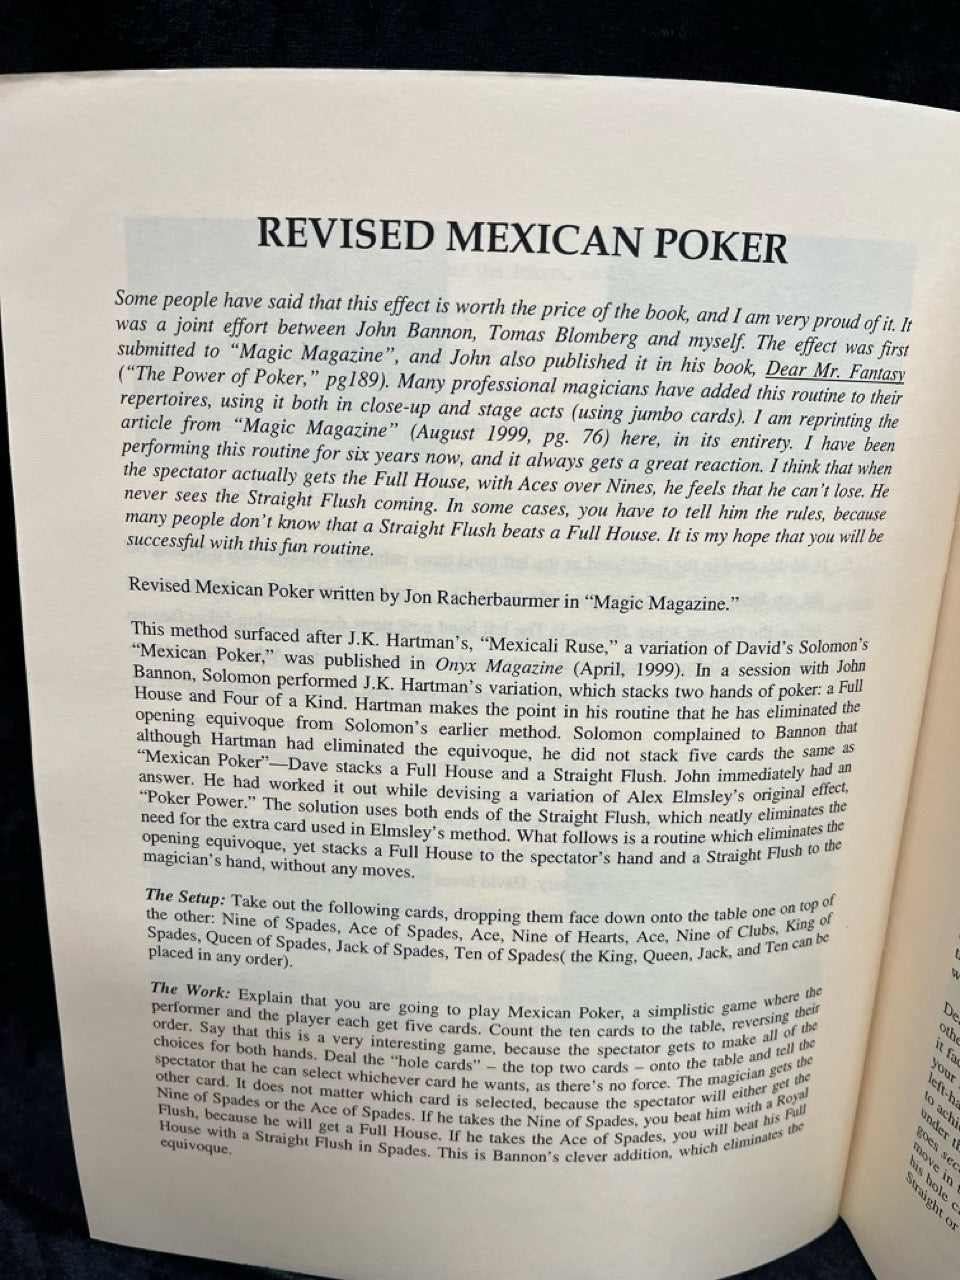 REVISED MEXICAN POKER
Some people have said that this effect is worth the price of the book, and I am very proud of it. It
was a joint effort between John Bannon, Tomas Blomberg and myself. The effect was first
submitted to “Magic Magazine”, and John also published it in his book, Dear Mr. Fantasy
(“The Power of Poker,” pg189). Many professional magicians have added this routine to their
repertoires, using it both in close-up and stage acts (using jumbo cards). I am reprinting the
article from “Magic Magazine” (August 1999, pg. 76) here, in its entirety. I have been
performing this routine for six years now, and it always gets a great reaction. I think that when
the spectator actually gets the Full House, with Aces over Nines, he feels that he can’t lose. He
never sees the Straight Flush coming. In some cases, you have to tell him the rules, because
many people don’t know that a Straight Flush beats a Full House. It is my hope that you will be
successful with this fun routine.
Revised Mexican Poker written by Jon Racherbaurmer in “Magic Magazine.”
This method surfaced after J.K. Hartman’s, “Mexicali Ruse,” a variation of David’s Solomon’s
“Mexican Poker,” was published in Onyx Magazine (April, 1999). In a session with John
Bannon, Solomon performed J.K. Hartman’s variation, which stacks two hands of poker: a Full
House and Four of a Kind. Hartman makes the point in his routine that he has eliminated the
opening equivoque from Solomon’s earlier method. Solomon complained to Bannon that
although Hartman had eliminated the equivoque, he did not stack five cards the same as
“Mexican Poker”—Dave stacks a Full House and a Straight Flush. John immediately had an
answer. He had worked it out while devising a variation of Alex Elmsley’s original effect,
“Poker Power.” The solution uses both ends of the Straight Flush, which neatly eliminates the
need for the extra card used in Elmsley’s method. What follows is a routine which eliminates the
opening equivoque, yet stacks a Full House to the spectator’s hand and a Straight Flush to the
magician’s hand, without any moves.
The Setup: Take out the following cards, dropping them face down onto the table one on top of
the other: Nine of Spades, Ace of Spades, Ace, Nine of Hearts, Ace, Nine of Clubs, King of
Spades, Queen of Spades, Jack of Spades, Ten of Spades( the King, Queen, Jack, and Ten can be
placed in any order).
The Work: Explain that you are going to play Mexican Poker, a simplistic game where the
performer and the player each get five cards. Count the ten cards to the table, reversing their
order. Say that this is a very interesting game, because the spectator gets to make all of the
choices for both hands. Deal the “hole cards” – the top two cards – onto the table and tell the
spectator that he can select whichever card he wants, as there’s no force. The magician gets the
other card. It does not matter which card is selected, because the spectator will either get the
Nine of Spades or the Ace of Spades. If he takes the Nine of Spades, you beat him with a Royal
Flush, because he will get a Full House. If he takes the Ace of Spades, you will beat his Full
House with a Straight Flush in Spades. This is Bannon’s clever addition, which eliminates the
equivoque.
it fac
your
left-ha
to achi
under th
goes sec
move in t
his hole c
Straight or